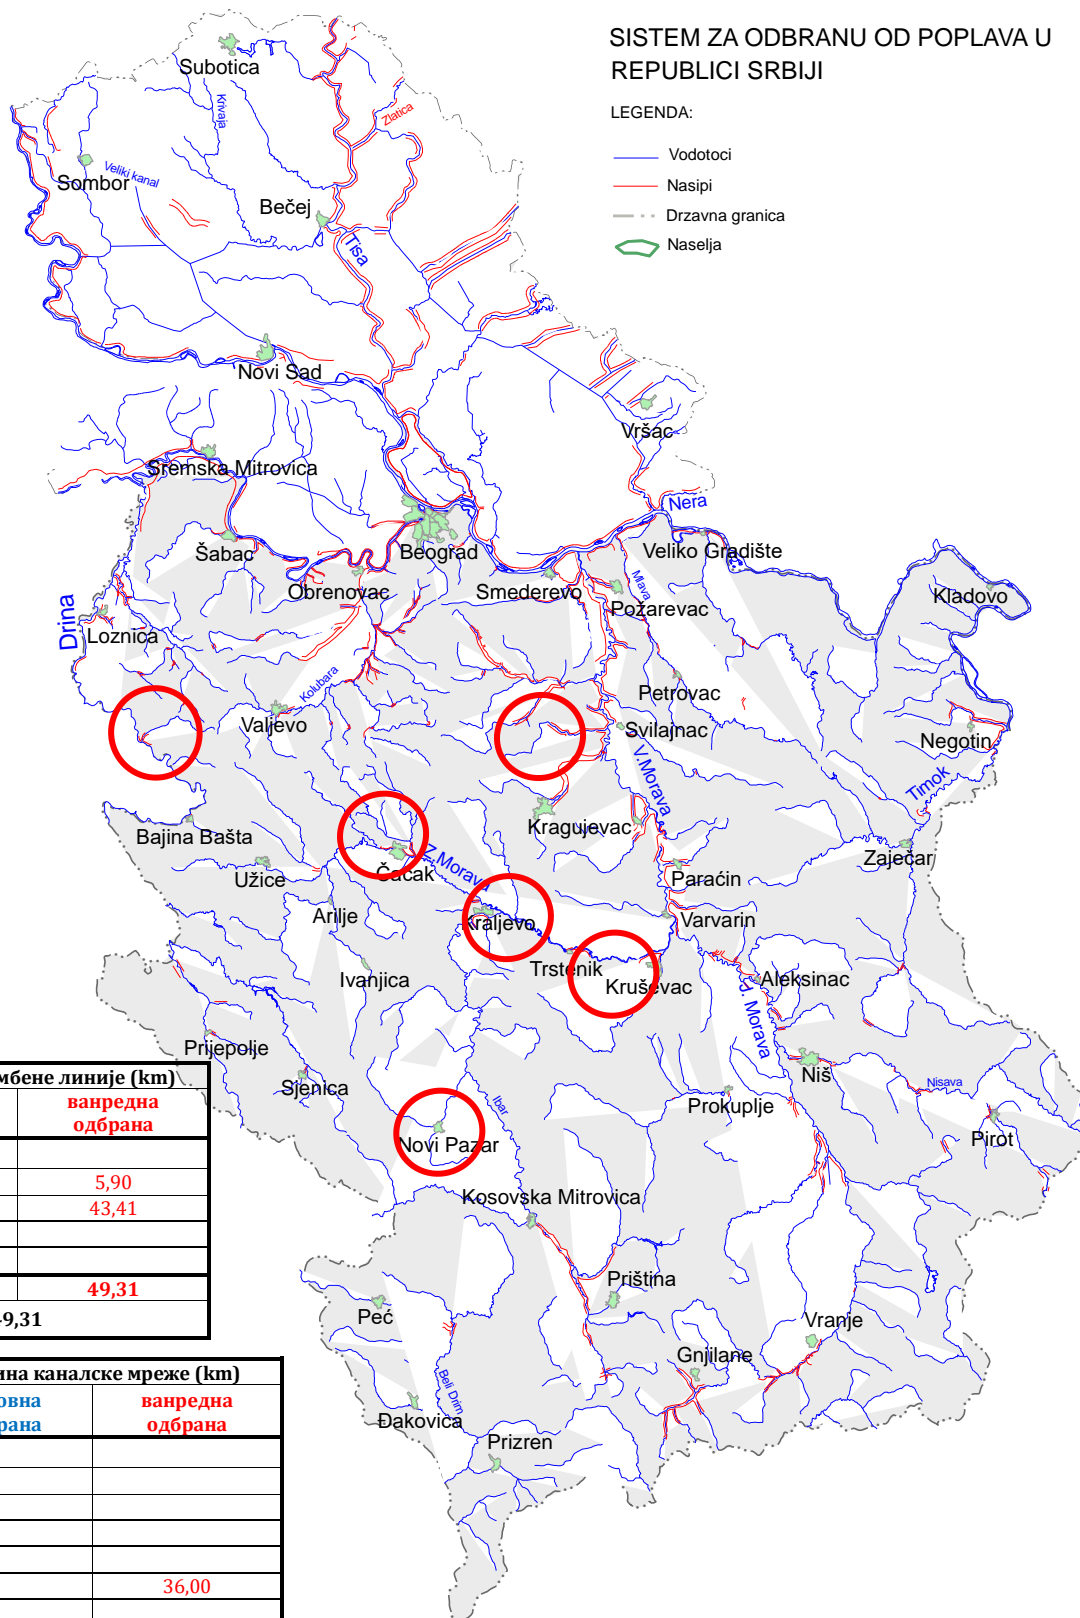 SISTEM ZA ODBRANU OD POPLAVA U
REPUBLICI SRBIJI
LEGENDA:
Vodotoci
Nasipi
Drzavna granica
Naselja
Subotica
Krivaja
Zlatica
Sombor
Veliki kanal
Bečej
Tisa
Novi Sad
Vršac
Sremska Mitrovica
Nera
Šabac
Beograd
Veliko Gradište
Obrenovac
Smederevo
Mlava
Požarevac
Kladovo
Drina
Loznica
Kolubara
Petrovac
Valjevo
Svilajnac
Negotin
V.Morava
Timok
Bajina Bašta
Kragujevac
Zaječar
Užice
Čačak
Z.Morava
Paraćin
Arilje
Kraljevo
Varvarin
Trstenik
Ivanjica
Kruševac
Aleksinac
J. Morava
Prijepolje
Niš
Sjenica
Nisava
Ibar
Prokuplje
Pirot
Novi Pazar
Kosovska Mitrovica
Priština
Peć
Vranje
Gnjilane
Beli Drim
Đakovica
Prizren
мбене линије (km)
ванредна
одбрана
5,90
43,41
49,31
9,31
ина каналске мреже (km)
овна ванредна
рана одбрана
36,00